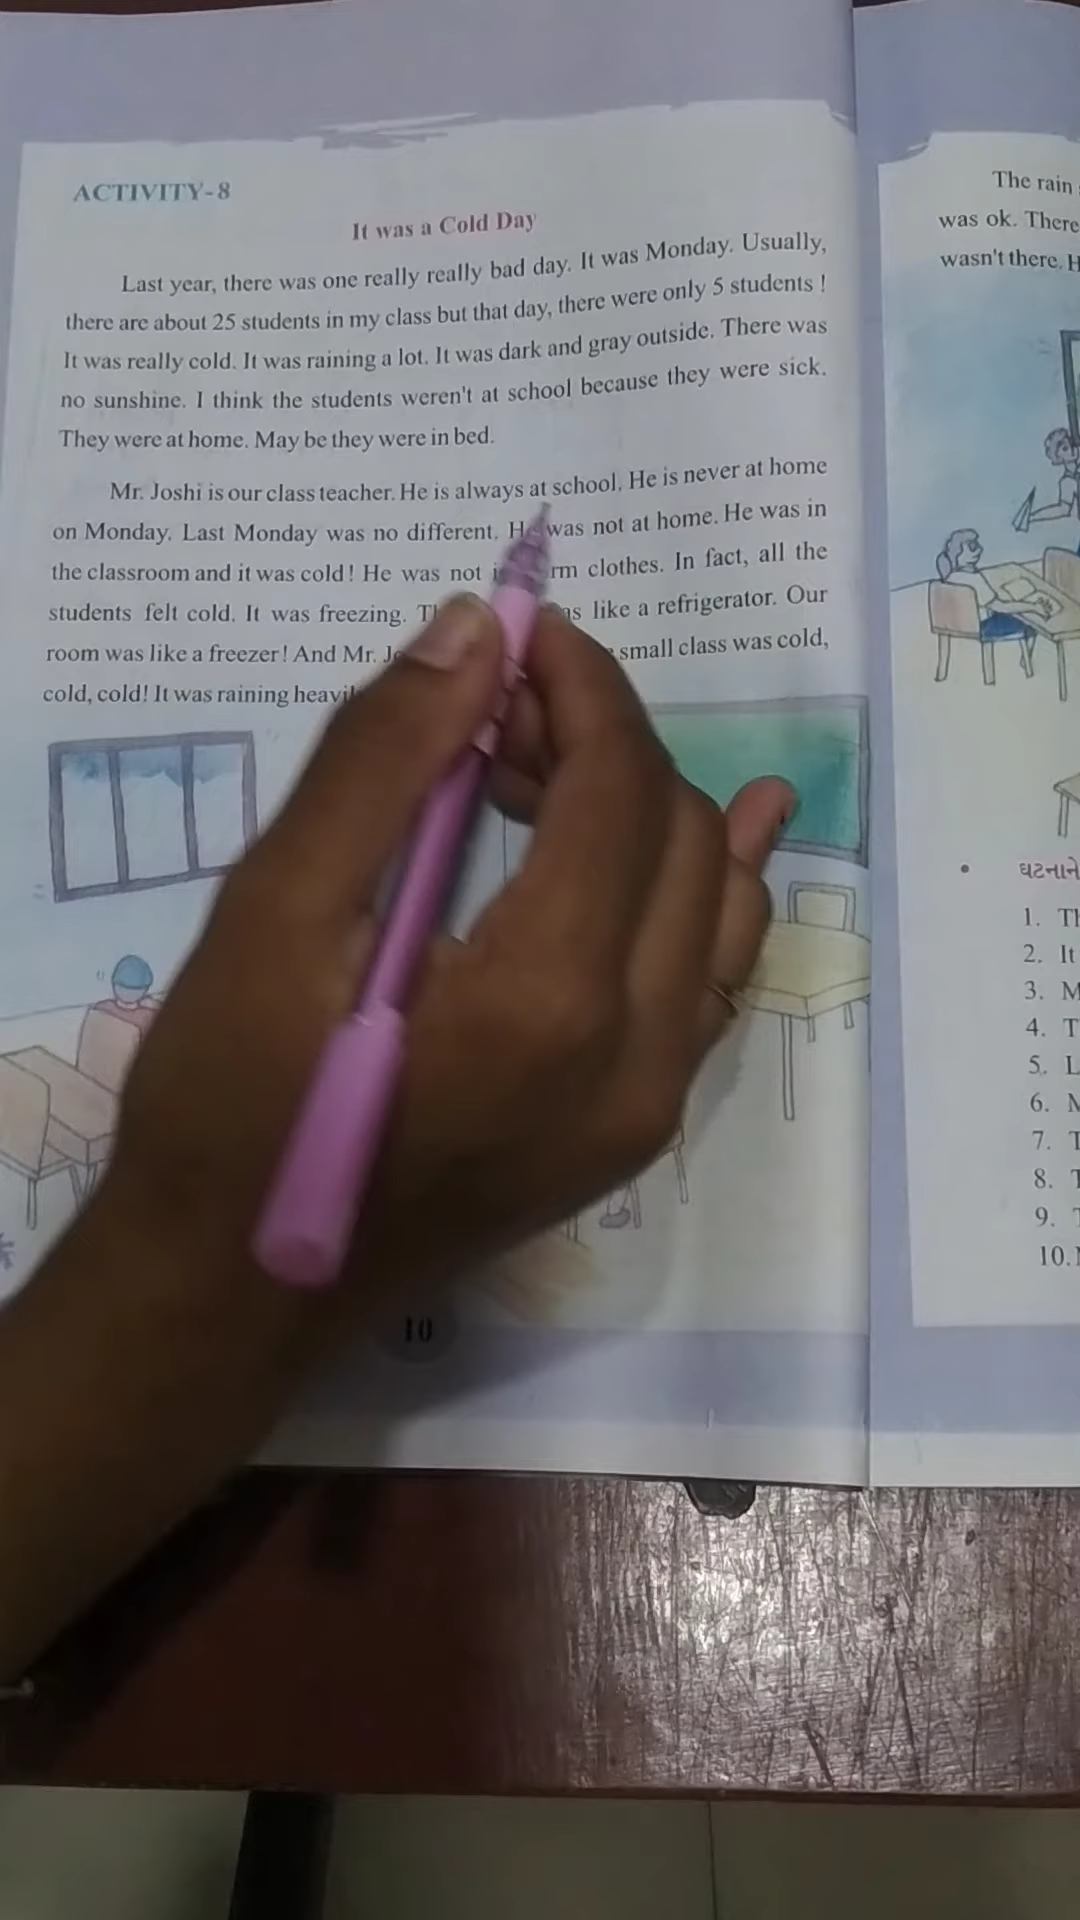 ACTIVITY-8
It was a Cold Day
Last year, there was one really really bad day. It was Monday. Usually,
there are about 25 students in my class but that day, there were only 5 students !
It was really cold. It was raining a lot. It was dark and gray outside. There was
no sunshine. I think the students weren't at school because they were sick.
They were at home. May be they were in bed.
Mr. Joshi is our class teacher. He is always at school. He is never at home
on Monday. Last Monday was no different. He was not at home. He was in
the classroom and it was cold! He was not clothes. In fact, all the
students felt cold. It was freezing. like a refrigerator. Our
room was like a freezer! And Mr. small class was cold,
cold, cold! It was raining
10
The rain
was ok. There
wasn't there.
ઘટનાને
1.
2. It
3.
4.
5.
6.
7.
8.
9.
10.